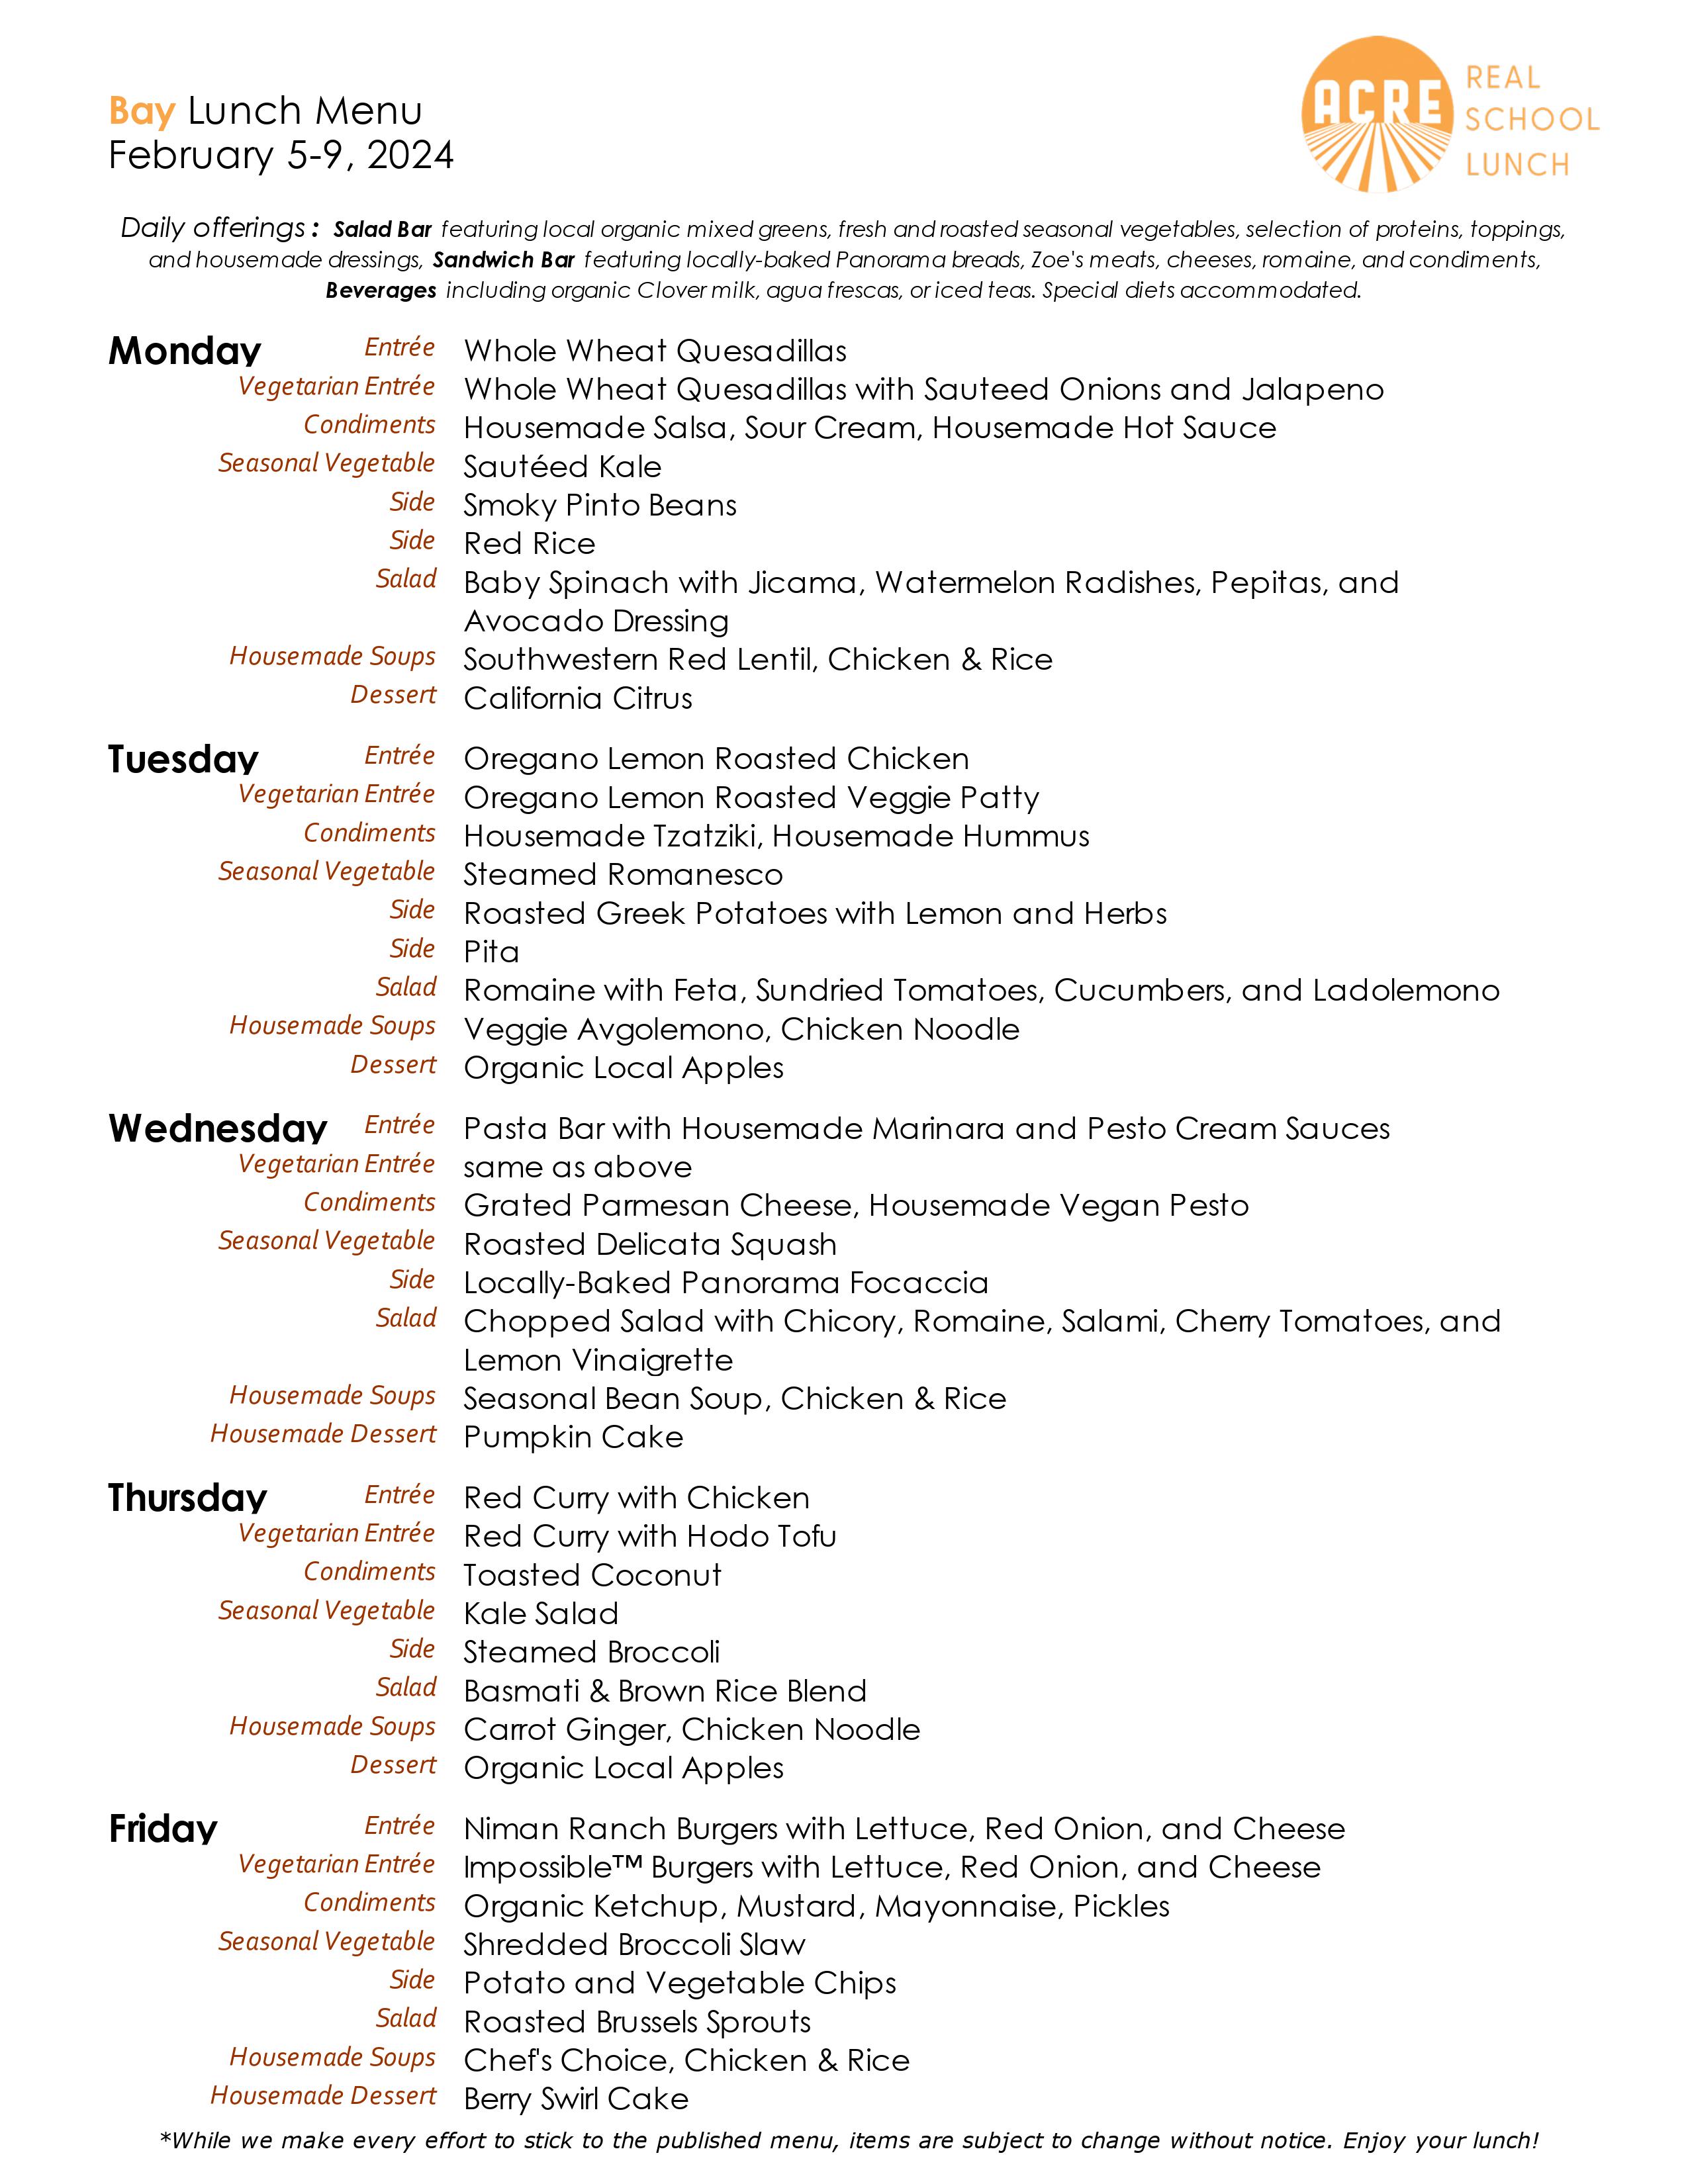 Bay Lunch Menu
February 5-9, 2024
ACRE
REAL
SCHOOL
LUNCH
Daily offerings : Salad Bar featuring local organic mixed greens, fresh and roasted seasonal vegetables, selection of proteins, toppings,
and housemade dressings, Sandwich Bar featuring locally-baked Panorama breads, Zoe's meats, cheeses, romaine, and condiments,
Beverages including organic Clover milk, agua frescas, or iced teas. Special diets accommodated.
Monday Entrée Whole Wheat Quesadillas
Vegetarian Entrée Whole Wheat Quesadillas with Sauteed Onions and Jalapeno
Condiments Housemade Salsa, Sour Cream, Housemade Hot Sauce
Seasonal Vegetable Sautéed Kale
Side Smoky Pinto Beans
Side Red Rice
Salad Baby Spinach with Jicama, Watermelon Radishes, Pepitas, and
Avocado Dressing
Housemade Soups Southwestern Red Lentil, Chicken & Rice
Dessert California Citrus
Tuesday Entrée Oregano Lemon Roasted Chicken
Vegetarian Entrée Oregano Lemon Roasted Veggie Patty
Condiments Housemade Tzatziki, Housemade Hummus
Seasonal Vegetable Steamed Romanesco
Side Roasted Greek Potatoes with Lemon and Herbs
Side Pita
Salad Romaine with Feta, Sundried Tomatoes, Cucumbers, and Ladolemono
Housemade Soups Veggie Avgolemono, Chicken Noodle
Dessert Organic Local Apples
Wednesday Entrée Pasta Bar with Housemade Marinara and Pesto Cream Sauces
Vegetarian Entrée same as above
Condiments Grated Parmesan Cheese, Housemade Vegan Pesto
Seasonal Vegetable Roasted Delicata Squash
Side Locally-Baked Panorama Focaccia
Salad Chopped Salad with Chicory, Romaine, Salami, Cherry Tomatoes, and
Lemon Vinaigrette
Housemade Soups Seasonal Bean Soup, Chicken & Rice
Housemade Dessert Pumpkin Cake
Thursday Entrée Red Curry with Chicken
Vegetarian Entrée Red Curry with Hodo Tofu
Condiments Toasted Coconut
Seasonal Vegetable Kale Salad
Side Steamed Broccoli
Salad Basmati & Brown Rice Blend
Housemade Soups Carrot Ginger, Chicken Noodle
Dessert Organic Local Apples
Friday Entrée Niman Ranch Burgers with Lettuce, Red Onion, and Cheese
Vegetarian Entrée Impossible™ Burgers with Lettuce, Red Onion, and Cheese
Condiments Organic Ketchup, Mustard, Mayonnaise, Pickles
Seasonal Vegetable Shredded Broccoli Slaw
Side Potato and Vegetable Chips
Salad Roasted Brussels Sprouts
Housemade Soups Chef's Choice, Chicken & Rice
Housemade Dessert Berry Swirl Cake
*While we make every effort to stick to the published menu, items are subject to change without notice. Enjoy your lunch!